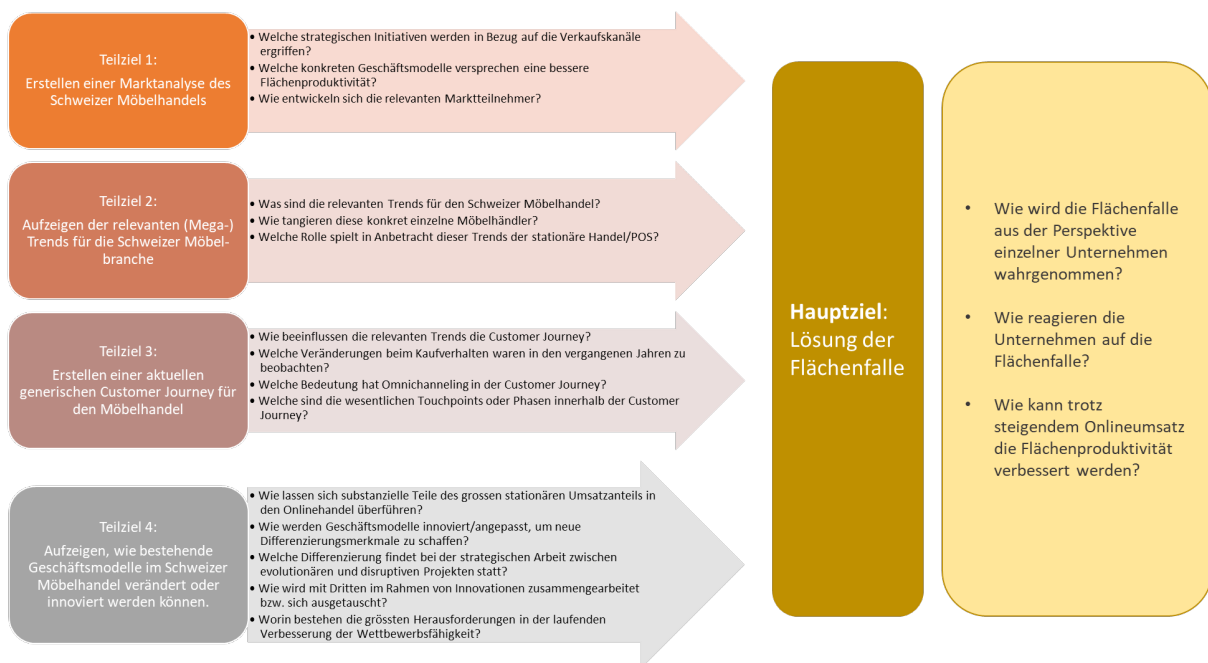 Teilziel 1:
Erstellen einer Marktanalyse des
Schweizer Möbelhandels
• Welche strategischen Initiativen werden in Bezug auf die Verkaufskanäle
ergriffen?
• Welche konkreten Geschäftsmodelle versprechen eine bessere
Flächenproduktivität?
• Wie entwickeln sich die relevanten Marktteilnehmer?
Teilziel 2:
Aufzeigen der relevanten (Mega-)
Trends für die Schweizer Möbel-
branche
• Was sind die relevanten Trends für den Schweizer Möbelhandel?
• Wie tangieren diese konkret einzelne Möbelhändler?
• Welche Rolle spielt in Anbetracht dieser Trends der stationäre Handel/POS?
Teilziel 3:
Erstellen einer aktuellen
generischen Customer Journey für
den Möbelhandel
• Wie beeinflussen die relevanten Trends die Customer Journey?
• Welche Veränderungen beim Kaufverhalten waren in den vergangenen Jahren zu
beobachten?
• Welche Bedeutung hat Omnichanneling in der Customer Journey?
• Welche sind die wesentlichen Touchpoints oder Phasen innerhalb der Customer
Journey?
Teilziel 4:
Aufzeigen, wie bestehende
Geschäftsmodelle im Schweizer
Möbelhandel verändert oder
innoviert werden können.
• Wie lassen sich substanzielle Teile des grossen stationären Umsatzanteils in
den Onlinehandel überführen?
• Wie werden Geschäftsmodelle innoviert/angepasst, um neue
Differenzierungsmerkmale zu schaffen?
• Welche Differenzierung findet bei der strategischen Arbeit zwischen
evolutionären und disruptiven Projekten statt?
• Wie wird mit Dritten im Rahmen von Innovationen zusammengearbeitet
bzw. sich ausgetauscht?
• Worin bestehen die grössten Herausforderungen in der laufenden
Verbesserung der Wettbewerbsfähigkeit?
Hauptziel:
Lösung der
Flächenfalle
• Wie wird die Flächenfalle
aus der Perspektive
einzelner Unternehmen
wahrgenommen?
• Wie reagieren die
Unternehmen auf die
Flächenfalle?
• Wie kann trotz
steigendem Onlineumsatz
die Flächenproduktivität
verbessert werden?